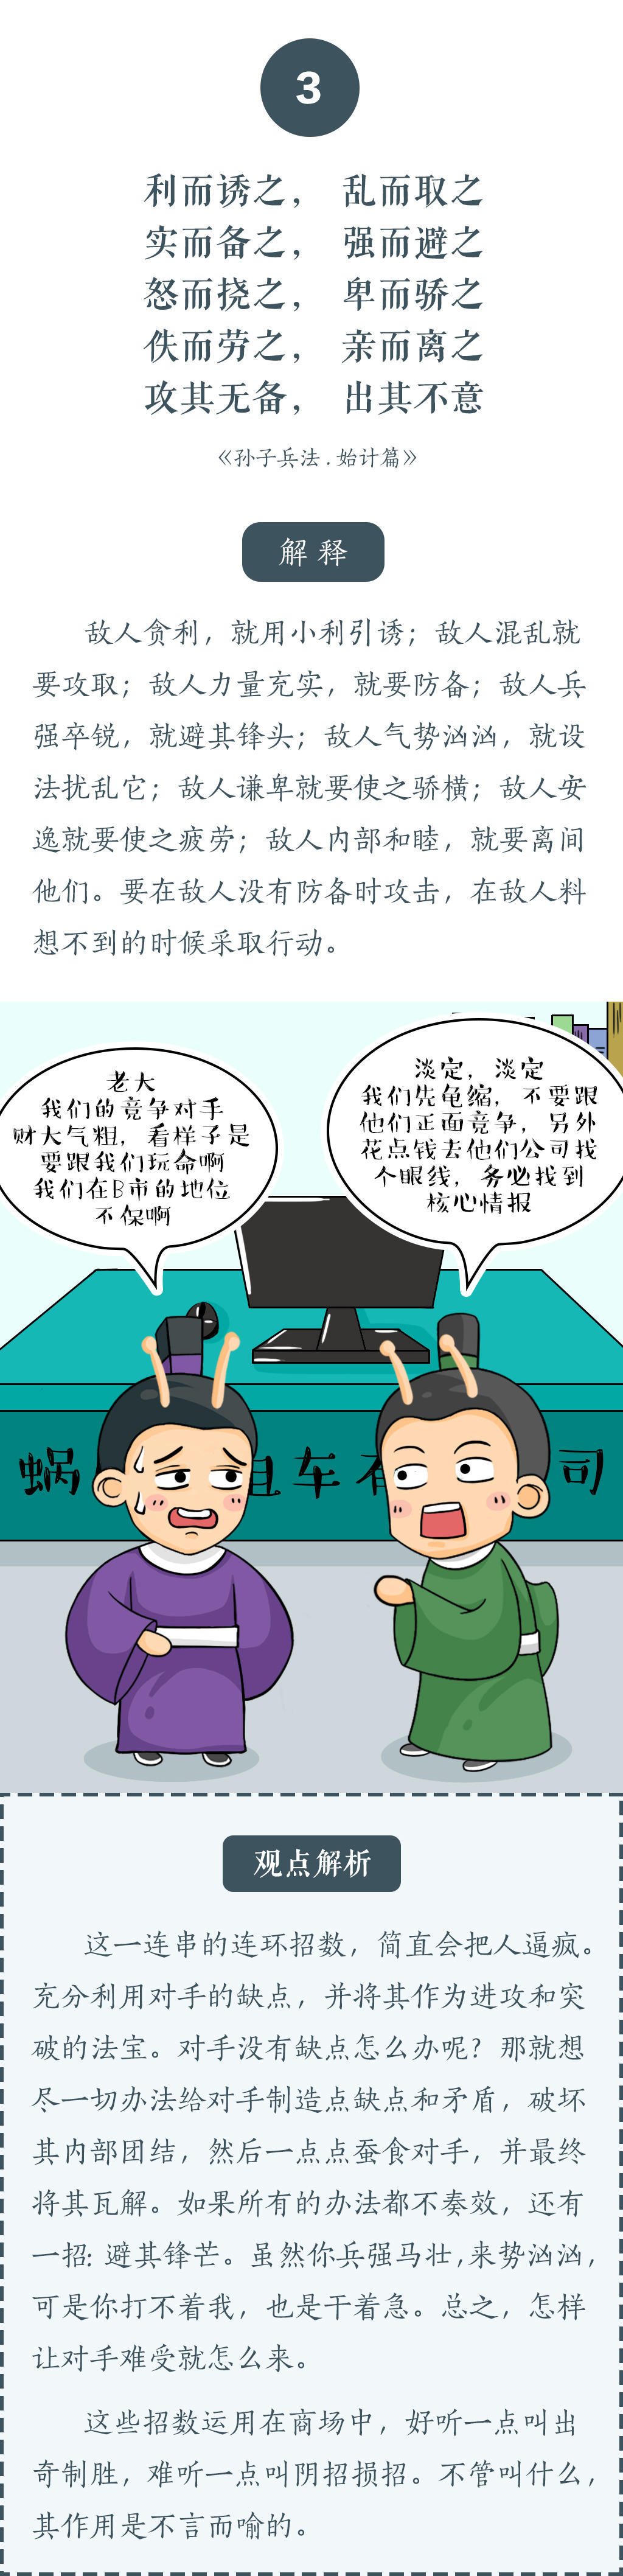 3
利而诱之， 乱而取之
实而备之， 强而避之
怒而挠之， 卑而骄之
佚而劳之， 亲而离之
攻其无备， 出其不意
《孙子兵法.始计篇》
解 释
敌人贪利，就用小利引诱；敌人混乱就
要攻取；敌人力量充实，就要防备；敌人兵
强卒锐，就避其锋头；敌人气势汹汹，就设
法扰乱它；敌人谦卑就要使之骄横；敌人安
逸就要使之疲劳；敌人内部和睦，就要离间
他们。要在敌人没有防备时攻击，在敌人料
想不到的时候采取行动。
老大
我们的竞争对手
财大气粗，看样子是
要跟我们玩命啊
我们在B市的地位
不保啊
淡定，淡定
我们先龟缩，不要跟
他们正面竞争，另外
花点钱去他们公司找
个眼线，务必找到
核心情报
蜗 租车有 司
观点解析
这一连串的连环招数，简直会把人逼疯。
充分利用对手的缺点，并将其作为进攻和突
破的法宝。对手没有缺点怎么办呢？那就想
尽一切办法给对手制造点缺点和矛盾，破坏
其内部团结，然后一点点蚕食对手，并最终
将其瓦解。如果所有的办法都不奏效，还有
一招: 避其锋芒。虽然你兵强马壮,来势汹汹，
可是你打不着我，也是干着急。总之，怎样
让对手难受就怎么来。
这些招数运用在商场中，好听一点叫出
奇制胜，难听一点叫阴招损招。不管叫什么，
其作用是不言而喻的。